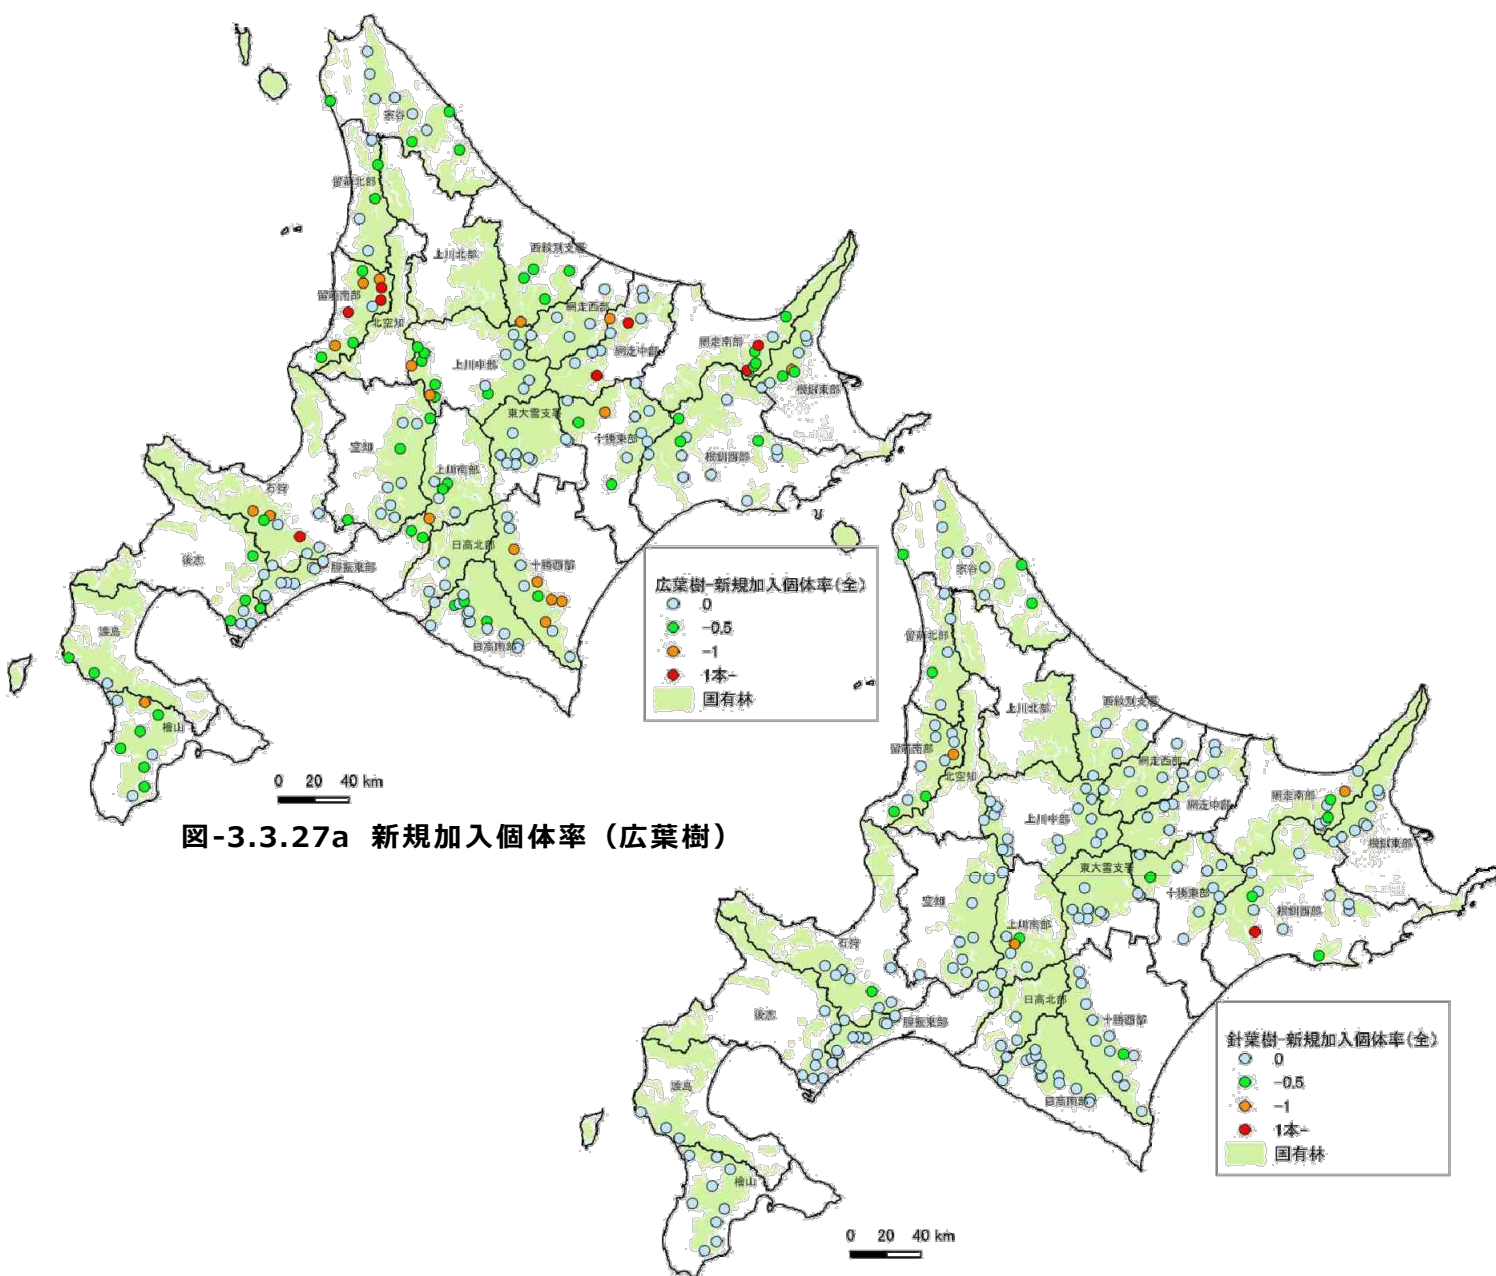 宗谷
留萌北部
上川北部
西紋別支署
留萌南部
網走西部
北空知
網走中部
網走南部
上川中部
根釧東部
東大雪支署
十勝東部
空知
根釧西部
上川南部
石狩
日高北部
十勝西部
後志
胆振東部
渡島
日高南部
檜山
広葉樹-新規加入個体率(全)
0
-0.5
-1
1本-
国有林
0 20 40 km
図-3.3.27a 新規加入個体率（広葉樹）
宗谷
留萌北部
上川北部
西紋別支署
留萌南部
網走西部
北空知
網走中部
網走南部
上川中部
根釧東部
東大雪支署
十勝東部
空知
根釧西部
上川南部
石狩
日高北部
十勝西部
後志
胆振東部
渡島
日高南部
檜山
針葉樹-新規加入個体率(全)
0
-0.5
-1
1本-
国有林
0 20 40 km